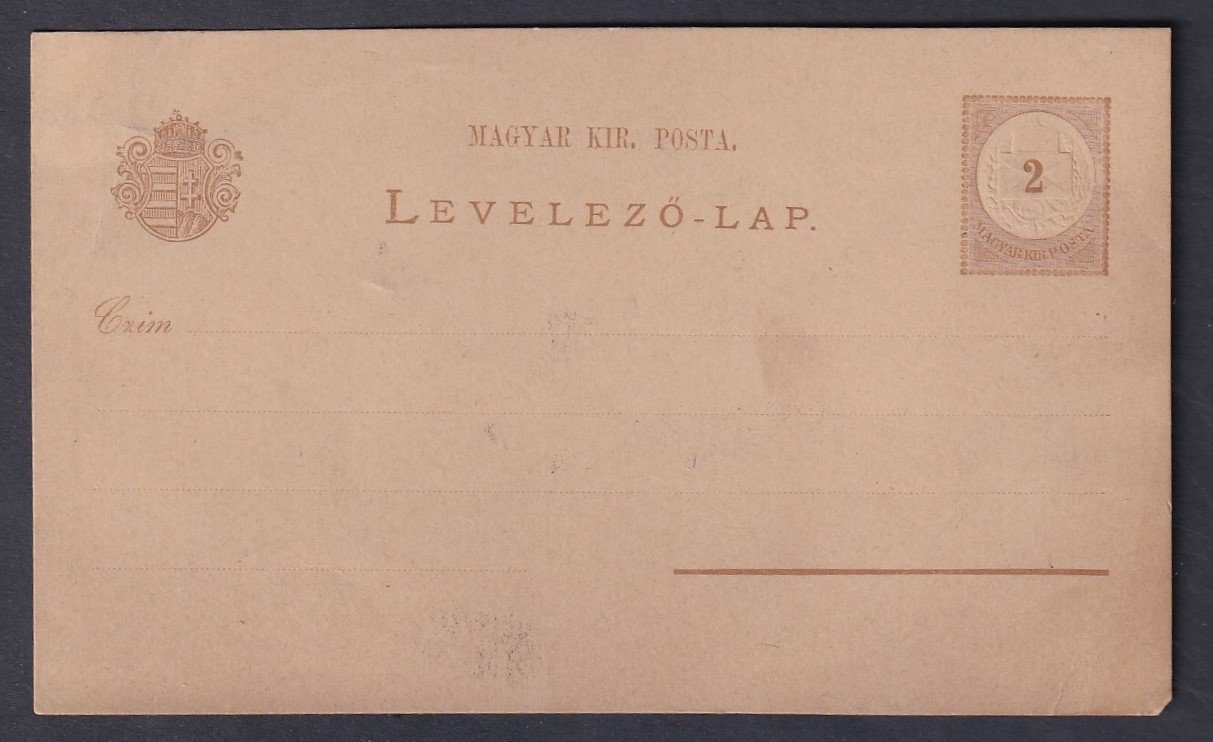 MAGYAR KIR. POSTA.
LEVELEZŐ-LAP.
2
MAGYAR KIR POSTA
Czim